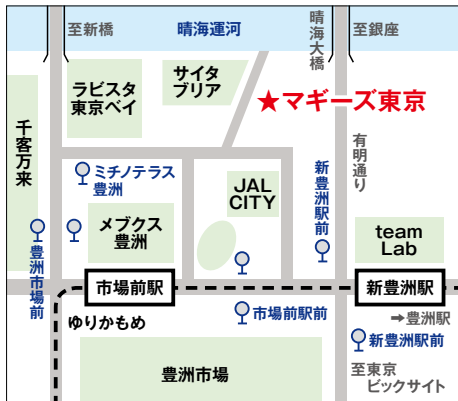 至新橋
晴海運河
晴海大橋
至銀座
ラビスタ
東京ベイ
サイタ
ブリア
★マギーズ東京
千客万来
有明通り
ミチノテラス
豊洲
JAL
CITY
新豊洲駅前
メブクス
豊洲
team
Lab
豊洲市場前
市場前駅
新豊洲駅
ゆりかもめ
市場前駅前
→豊洲駅
新豊洲駅前
豊洲市場
至東京
ビックサイト